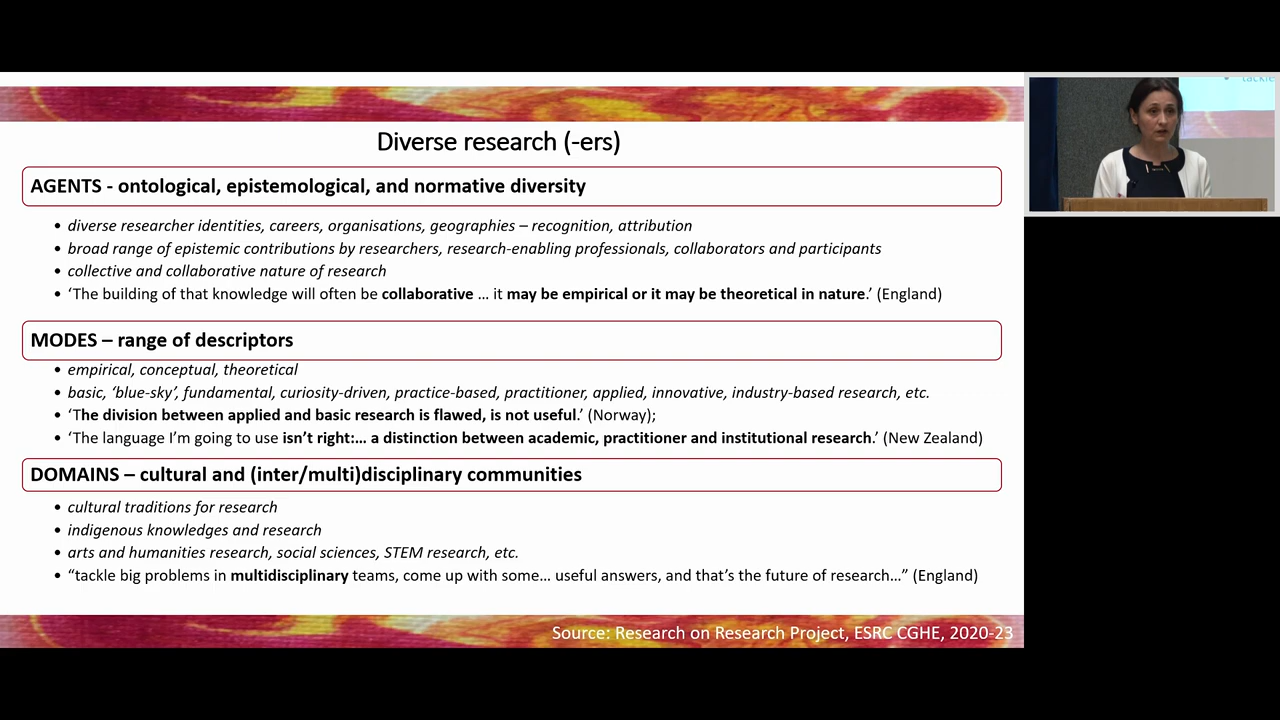 Diverse research (-ers)
AGENTS - ontological, epistemological, and normative diversity
• diverse researcher identities, careers, organisations, geographies – recognition, attribution
• broad range of epistemic contributions by researchers, research-enabling professionals, collaborators and participants
• collective and collaborative nature of research
• ‘The building of that knowledge will often be collaborative … it may be empirical or it may be theoretical in nature.’ (England)
MODES – range of descriptors
• empirical, conceptual, theoretical
• basic, ‘blue-sky’, fundamental, curiosity-driven, practice-based, practitioner, applied, innovative, industry-based research, etc.
• ‘The division between applied and basic research is flawed, is not useful.’ (Norway);
• ‘The language I’m going to use isn’t right:… a distinction between academic, practitioner and institutional research.’ (New Zealand)
DOMAINS – cultural and (inter/multi)disciplinary communities
• cultural traditions for research
• indigenous knowledges and research
• arts and humanities research, social sciences, STEM research, etc.
• “tackle big problems in multidisciplinary teams, come up with some… useful answers, and that’s the future of research…” (England)
Source: Research on Research Project, ESRC CGHE, 2020-23
• tackle